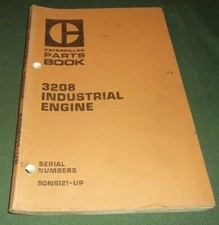 C
CATERPILLAR
PARTS
BOOK
3208
INDUSTRIAL
ENGINE
SERIAL
NUMBERS
90N6121-UP